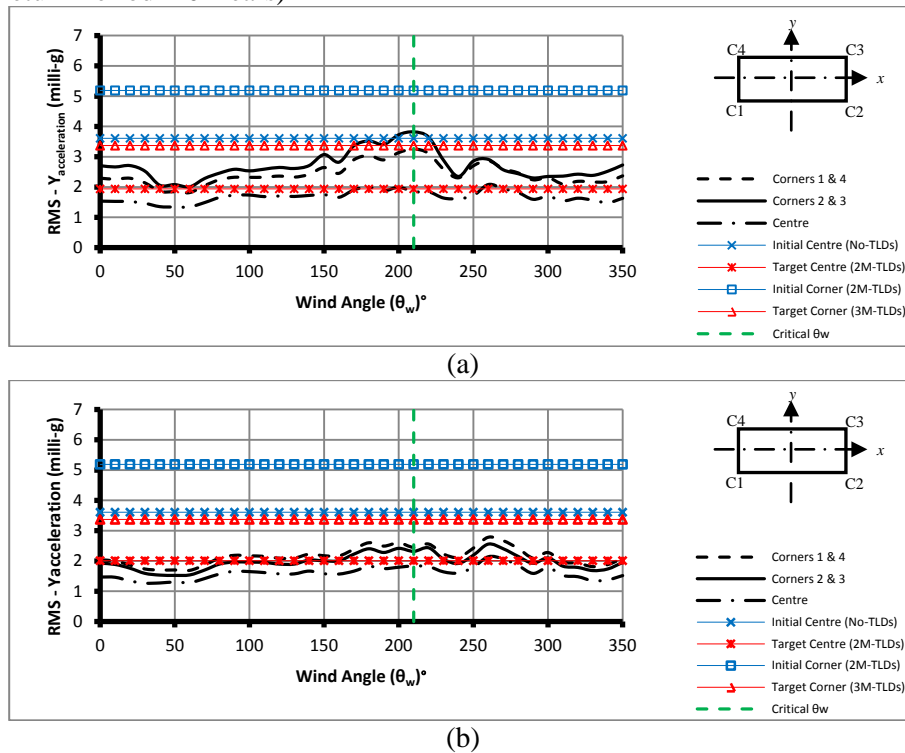 7
6
5
4
3
2
1
0
RMS - Yacceleration (milli-g)
0 50 100 150 200 250 300 350
Wind Angle (θw)°
y
C4 C3
x
C1 C2
Corners 1 & 4
Corners 2 & 3
Centre
Initial Centre (No-TLDs)
Target Centre (2M-TLDs)
Initial Corner (2M-TLDs)
Target Corner (3M-TLDs)
Critical θw
(a)
7
6
5
4
3
2
1
0
RMS - Yacceleration (milli-g)
0 50 100 150 200 250 300 350
Wind Angle (θw)°
y
C4 C3
x
C1 C2
Corners 1 & 4
Corners 2 & 3
Centre
Initial Centre (No-TLDs)
Target Centre (2M-TLDs)
Initial Corner (2M-TLDs)
Target Corner (3M-TLDs)
Critical θw
(b)